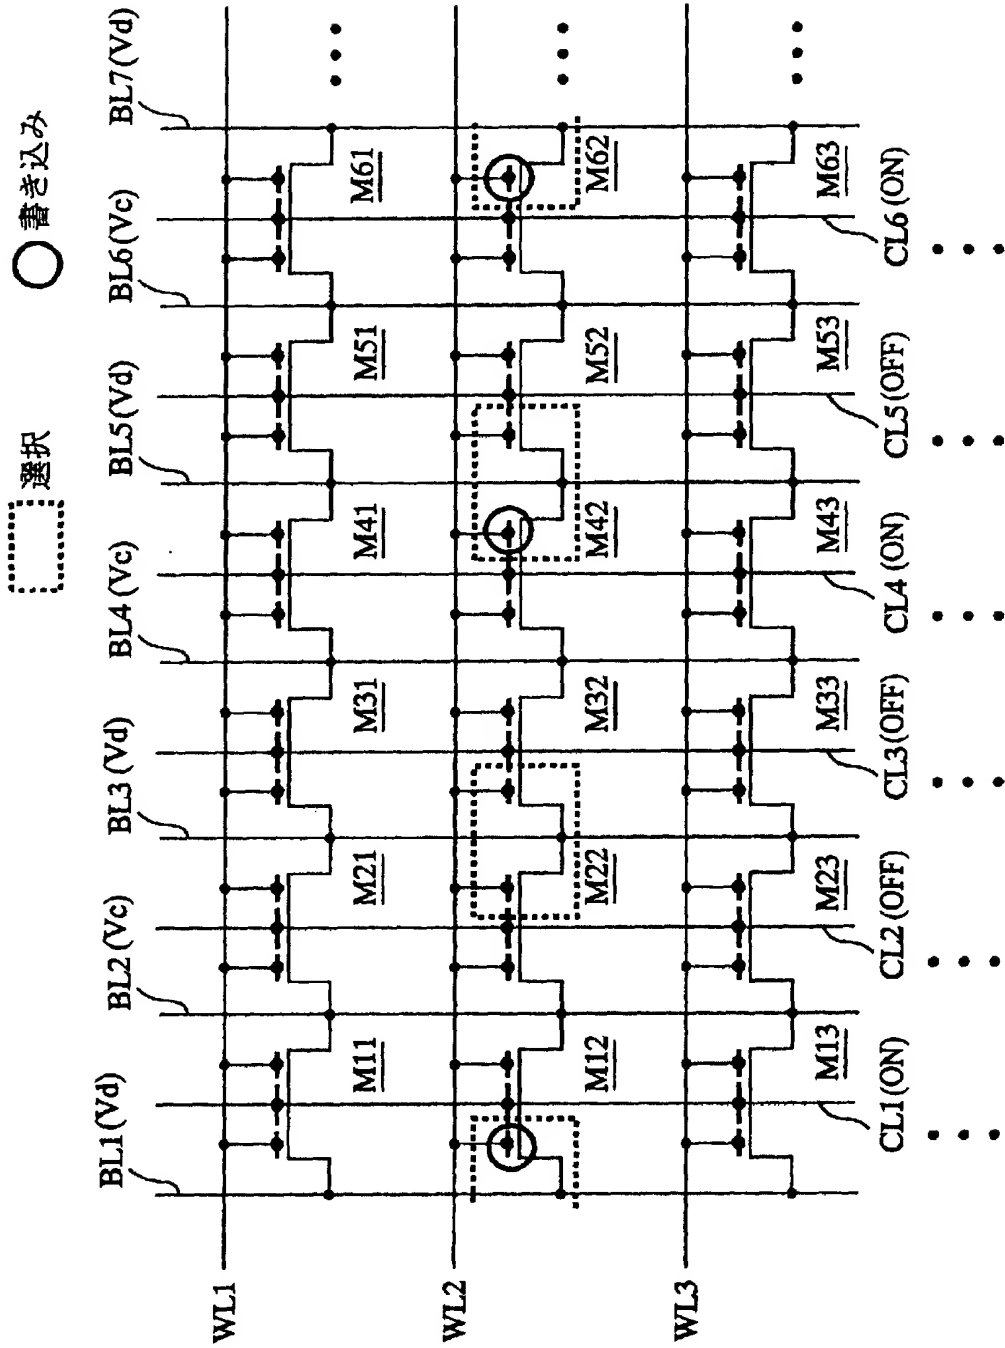 選択
書き込み
BL1 (Vd)
BL2 (Vc)
BL3 (Vd)
BL4 (Vc)
BL5 (Vd)
BL6 (Vc)
BL7 (Vd)
WL1
M11
M21
M31
M41
M51
M61
WL2
M12
M22
M32
M42
M52
M62
WL3
M13
M23
M33
M43
M53
M63
CL1 (ON)
CL2 (OFF)
CL3 (OFF)
CL4 (ON)
CL5 (OFF)
CL6 (ON)